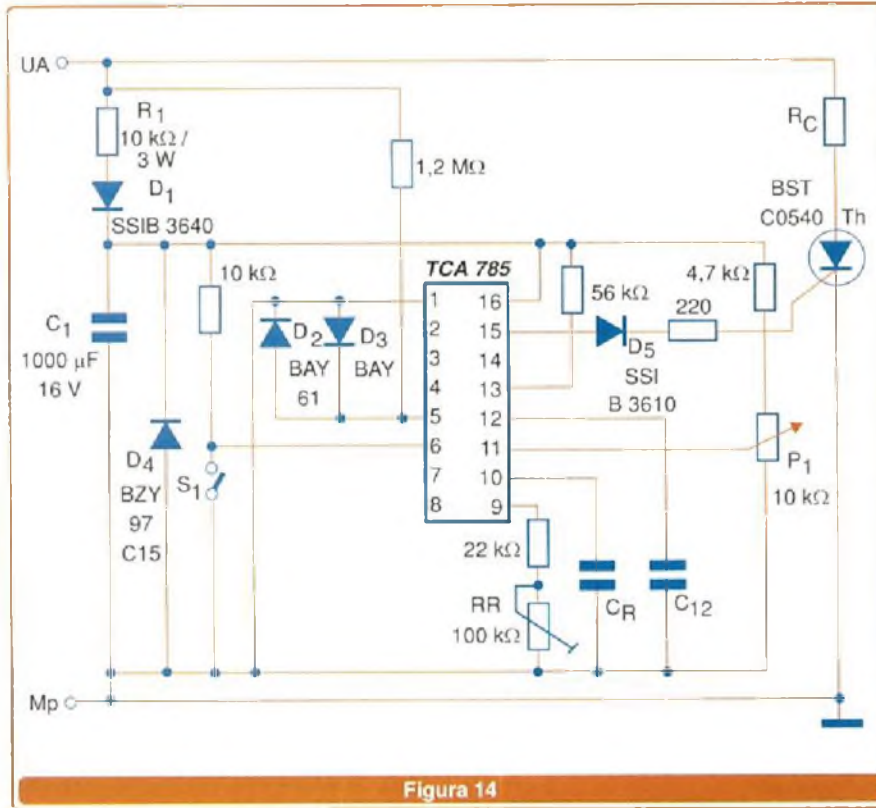 UA
R1
10 kΩ /
3 W
D1
SSIB 3640
1,2 MΩ
RC
BST
C0540 Th
10 kΩ
TCA 785
56 kΩ
4,7 kΩ
220
C1
1000 µF
16 V
D2
D3
BAY
BAY
61
1
2
3
4
5
6
7
8
16
15
14
13
12
11
10
9
D5
SSI
B 3610
D4
BZY
97
C15
S1
P1
10 kΩ
22 kΩ
RR
100 kΩ
CR
C12
Mp
Figura 14